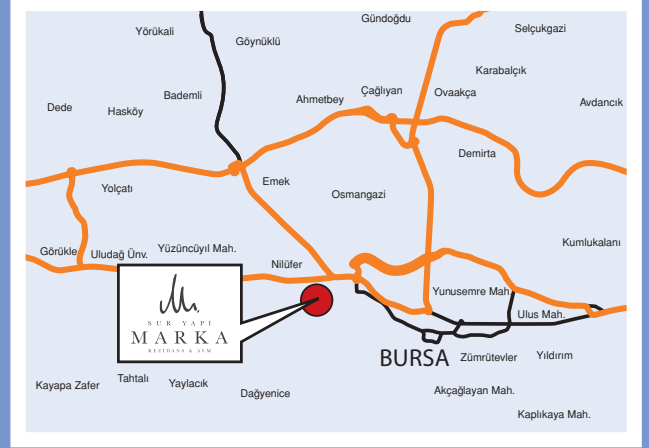 Gündoğdu
Yörükali
Selçukgazi
Göynüklü
Karabalçık
Çağlıyan
Ovaakça
Bademli
Ahmetbey
Avdancık
Dede
Hasköy
Demirta
Emek
Yolçatı
Osmangazi
Kumlukalanı
Yüzüncüyıl Mah.
Görükle
Uludağ Ünv.
Nilüfer
Yunusemre Mah.
SUR YAPI
MARKA
REZİDANS & AVM
Ulus Mah.
BURSA
Zümrütevler
Yıldırım
Tahtalı
Kayapa Zafer
Yaylacık
Dağyenice
Akçağlayan Mah.
Kaplıkaya Mah.